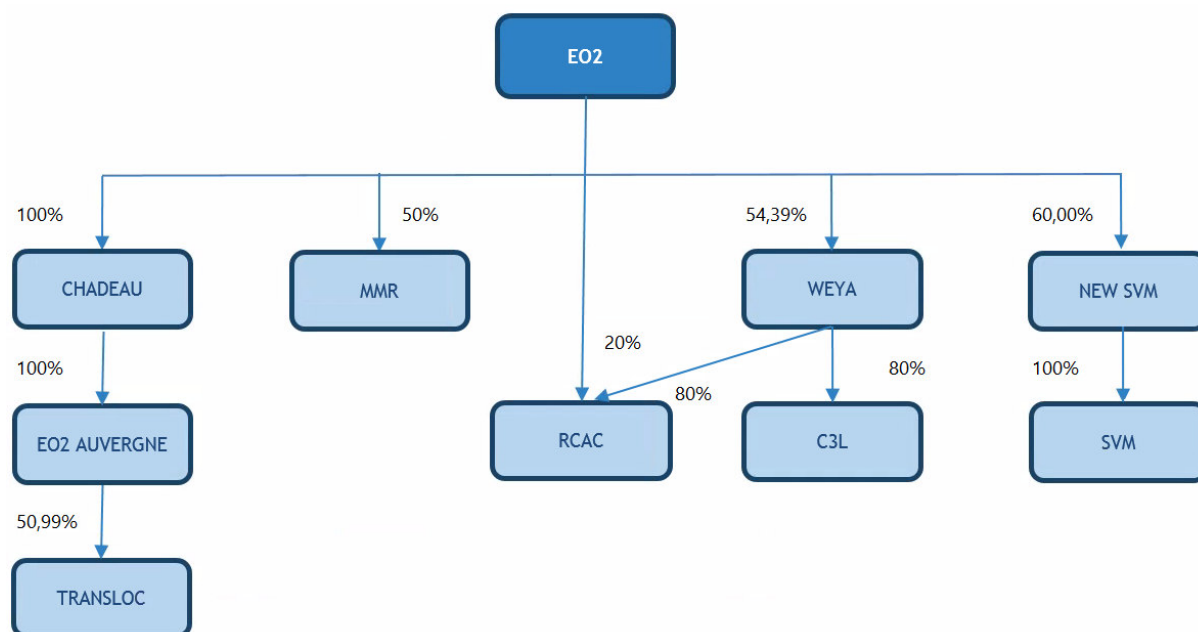 EO2
100%
50%
54,39%
60,00%
CHADEAU
MMR
WEYA
NEW SVM
20%
100%
80%
80%
100%
EO2 AUVERGNE
RCAC
C3L
SVM
50,99%
TRANSLOC